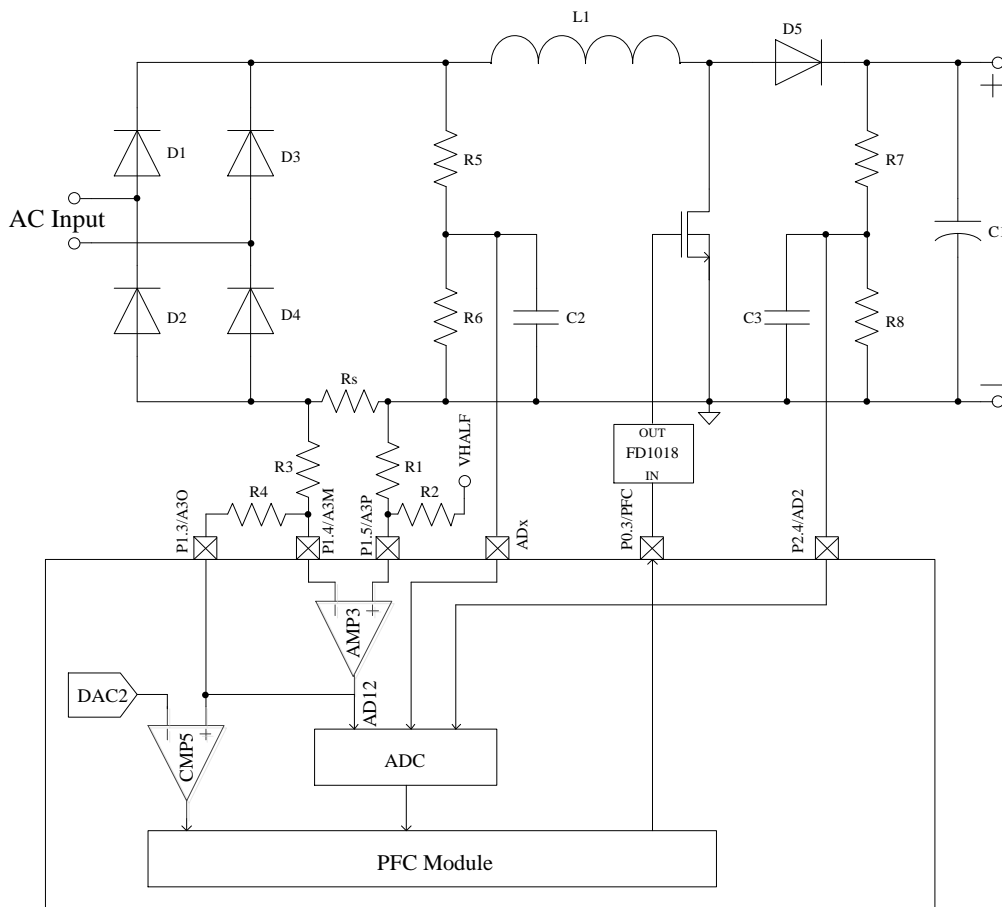 L1
D5
+
D1
D3
R5
R7
AC Input
C1
D2
D4
R6
C2
C3
R8
Rs
−
OUT
FD1018
IN
R3
R1
VHALF
R4
R2
P1.3/A3O
P1.4/A3M
P1.5/A3P
ADx
P0.3/PFC
P2.4/AD2
− +
AMP3
DAC2
AD12
− +
CMP5
ADC
PFC Module